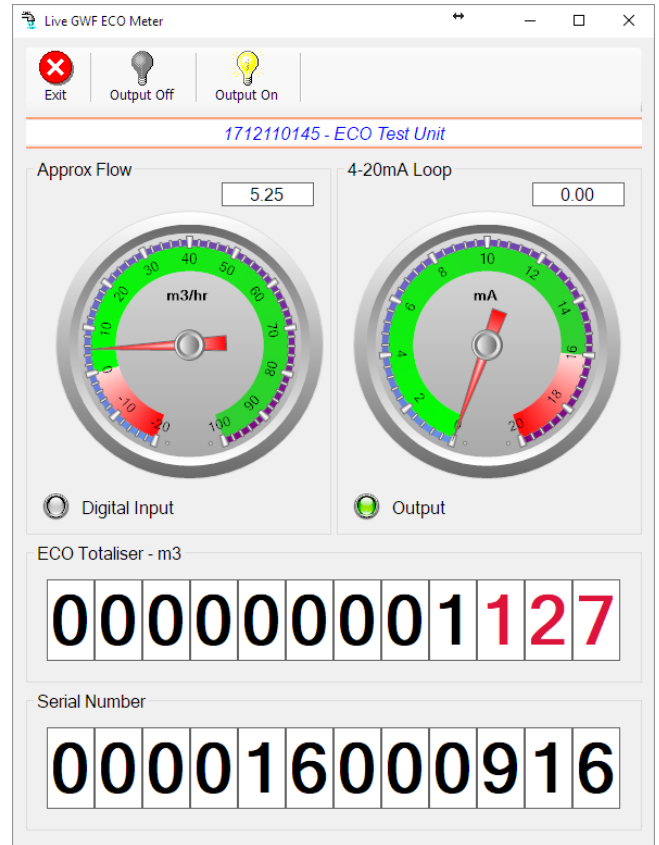 Live GWF ECO Meter
Exit Output Off Output On
1712110145 - ECO Test Unit
Approx Flow
5.25
-20 -10 0 10 20 30 40 50 60 70 80 90 100
m3/hr
Digital Input
4-20mA Loop
0.00
0 2 4 6 8 10 12 14 16 18 20
mA
Output
ECO Totaliser - m3
000000001127
Serial Number
000016000916